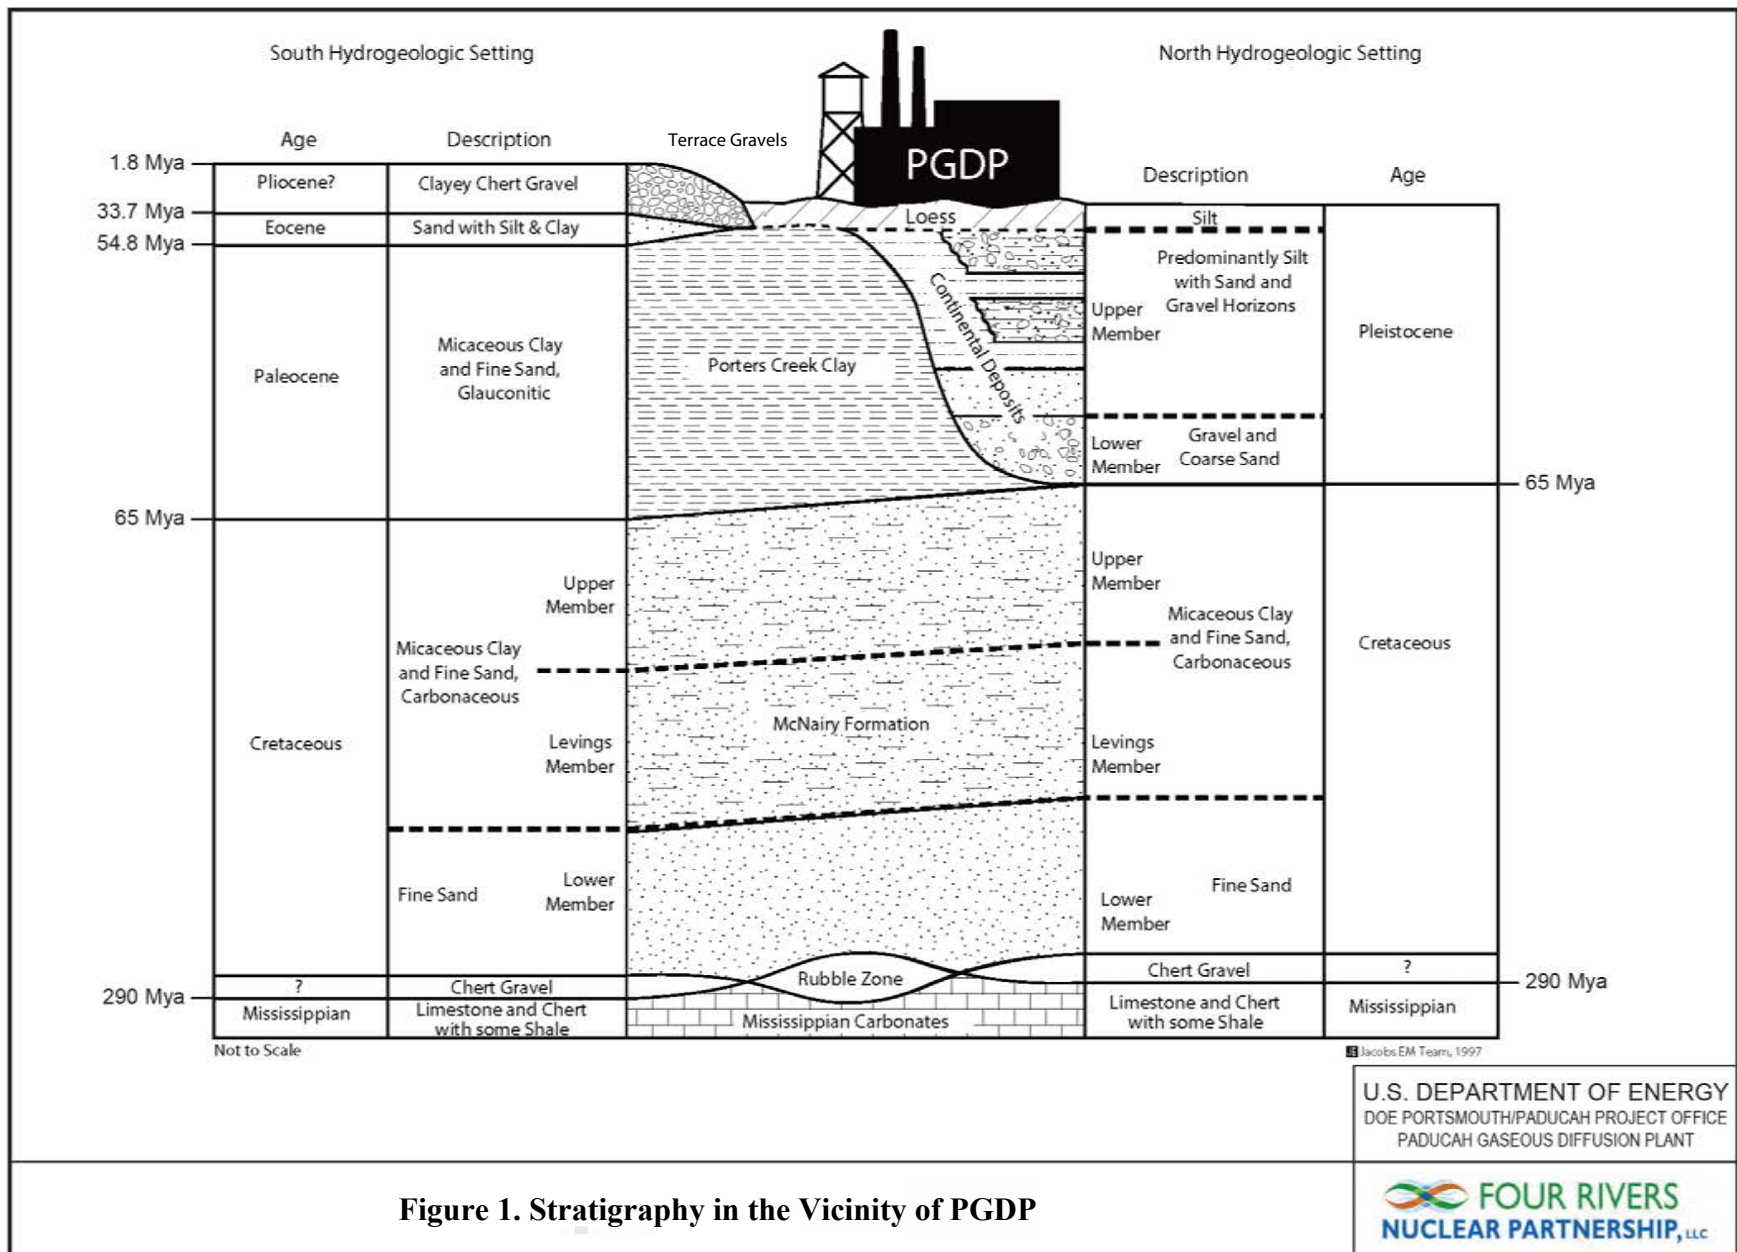 South Hydrogeologic Setting
North Hydrogeologic Setting
Age
Description
Terrace Gravels
PGDP
Description
Age
1.8 Mya
Pliocene?
Clayey Chert Gravel
33.7 Mya
Loess
Silt
Eocene
Sand with Silt & Clay
54.8 Mya
Predominantly Silt
with Sand and
Gravel Horizons
Upper
Member
Continental Deposits
Pleistocene
Micaceous Clay
and Fine Sand,
Glauconitic
Paleocene
Porters Creek Clay
Lower
Member
Gravel and
Coarse Sand
65 Mya
65 Mya
Upper
Member
Upper
Member
Micaceous Clay
and Fine Sand,
Carbonaceous
Micaceous Clay
and Fine Sand,
Carbonaceous
Cretaceous
McNairy Formation
Cretaceous
Levings
Member
Levings
Member
Fine Sand
Lower
Member
Lower
Member
Fine Sand
Rubble Zone
Chert Gravel
?
290 Mya
?
Chert Gravel
290 Mya
Mississippian
Limestone and Chert
with some Shale
Mississippian Carbonates
Limestone and Chert
with some Shale
Mississippian
Not to Scale
JE Jacobs EM Team, 1997
U.S. DEPARTMENT OF ENERGY
DOE PORTSMOUTH/PADUCAH PROJECT OFFICE
PADUCAH GASEOUS DIFFUSION PLANT
Figure 1. Stratigraphy in the Vicinity of PGDP
FOUR RIVERS
NUCLEAR PARTNERSHIP, LLC